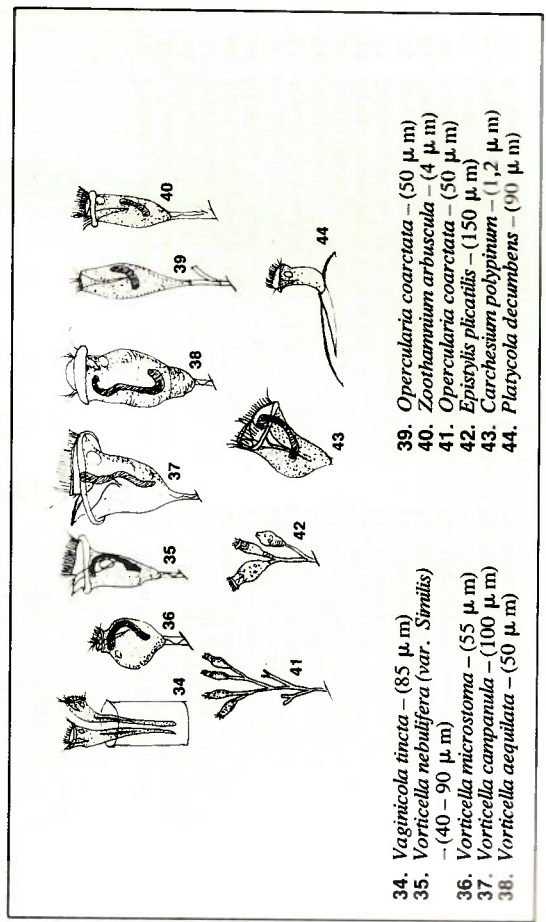 34
36
35
37
38
39
40
41
42
43
44
34. Vaginicola tincta – (85 µ m)
35. Vorticella nebulifera (var. Similis)
– (40 – 90 µ m)
36. Vorticella microstoma – (55 µ m)
37. Vorticella campanula – (100 µ m)
38. Vorticella aequilata – (50 µ m)
39. Opercularia coarctata – (50 µ m)
40. Zoothamnium arbuscula – (4 µ m)
41. Opercularia coarctata – (50 µ m)
42. Epistylis plicatilis – (150 µ m)
43. Carchesium polypinum – (1,2 µ m)
44. Platycola decumbens – (90 µ m)